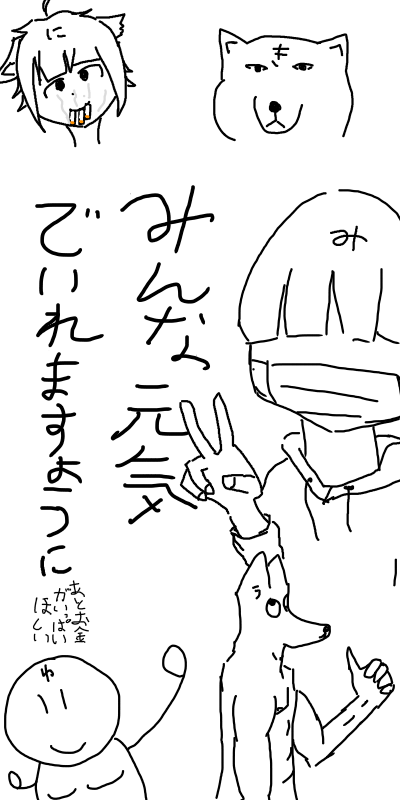 に
き
み
みんな元気
でいれますように
あとお金
がいっぱい
ほしい
う
ね